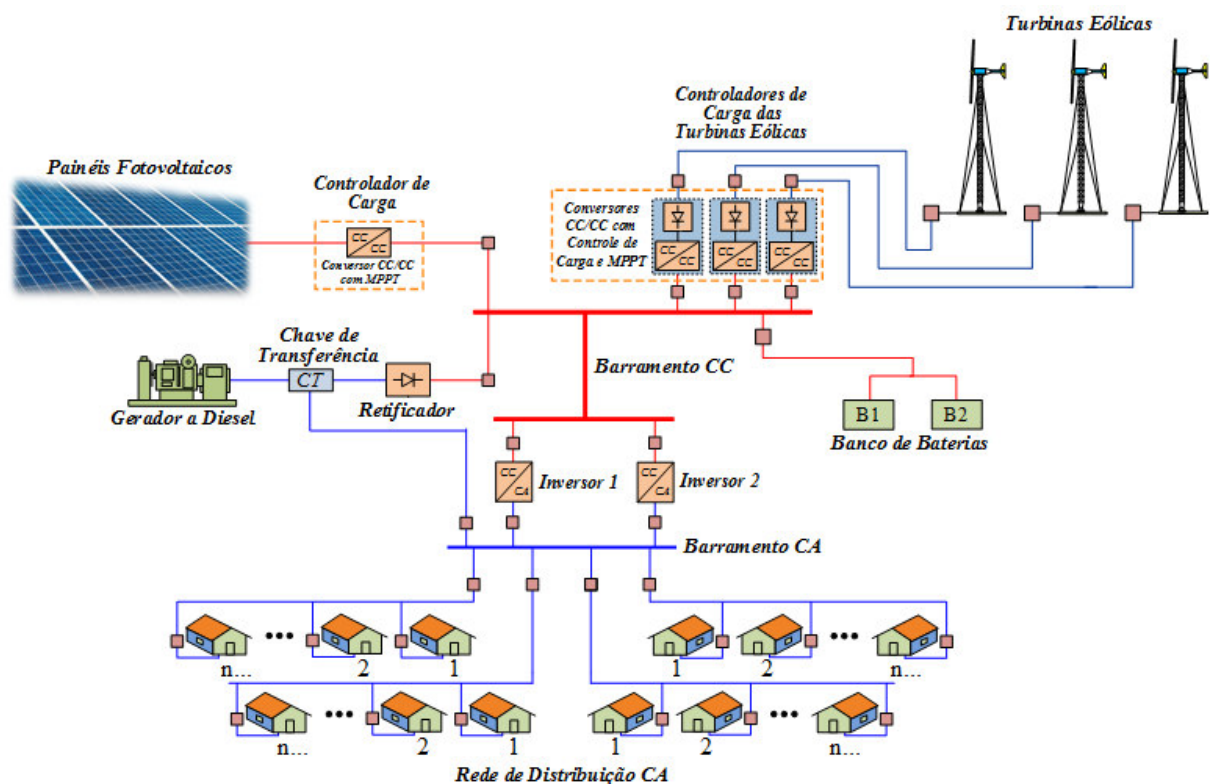 Turbinas Eólicas
Controladores de
Carga das
Turbinas Eólicas
Painéis Fotovoltaicos
Controlador de
Carga
CC
CC
Conversor CC/CC
com MPPT
Conversores
CC/CC com
Controle de
Carga e MPPT
CC
CC
CC
CC
CC
CC
Chave de
Transferência
CT
Gerador a Diesel
Retificador
Barramento CC
B1
B2
Banco de Baterias
CC
CA
Inversor 1
CC
CA
Inversor 2
Barramento CA
n...
2
1
1
2
n...
n...
2
1
1
2
n...
Rede de Distribuição CA